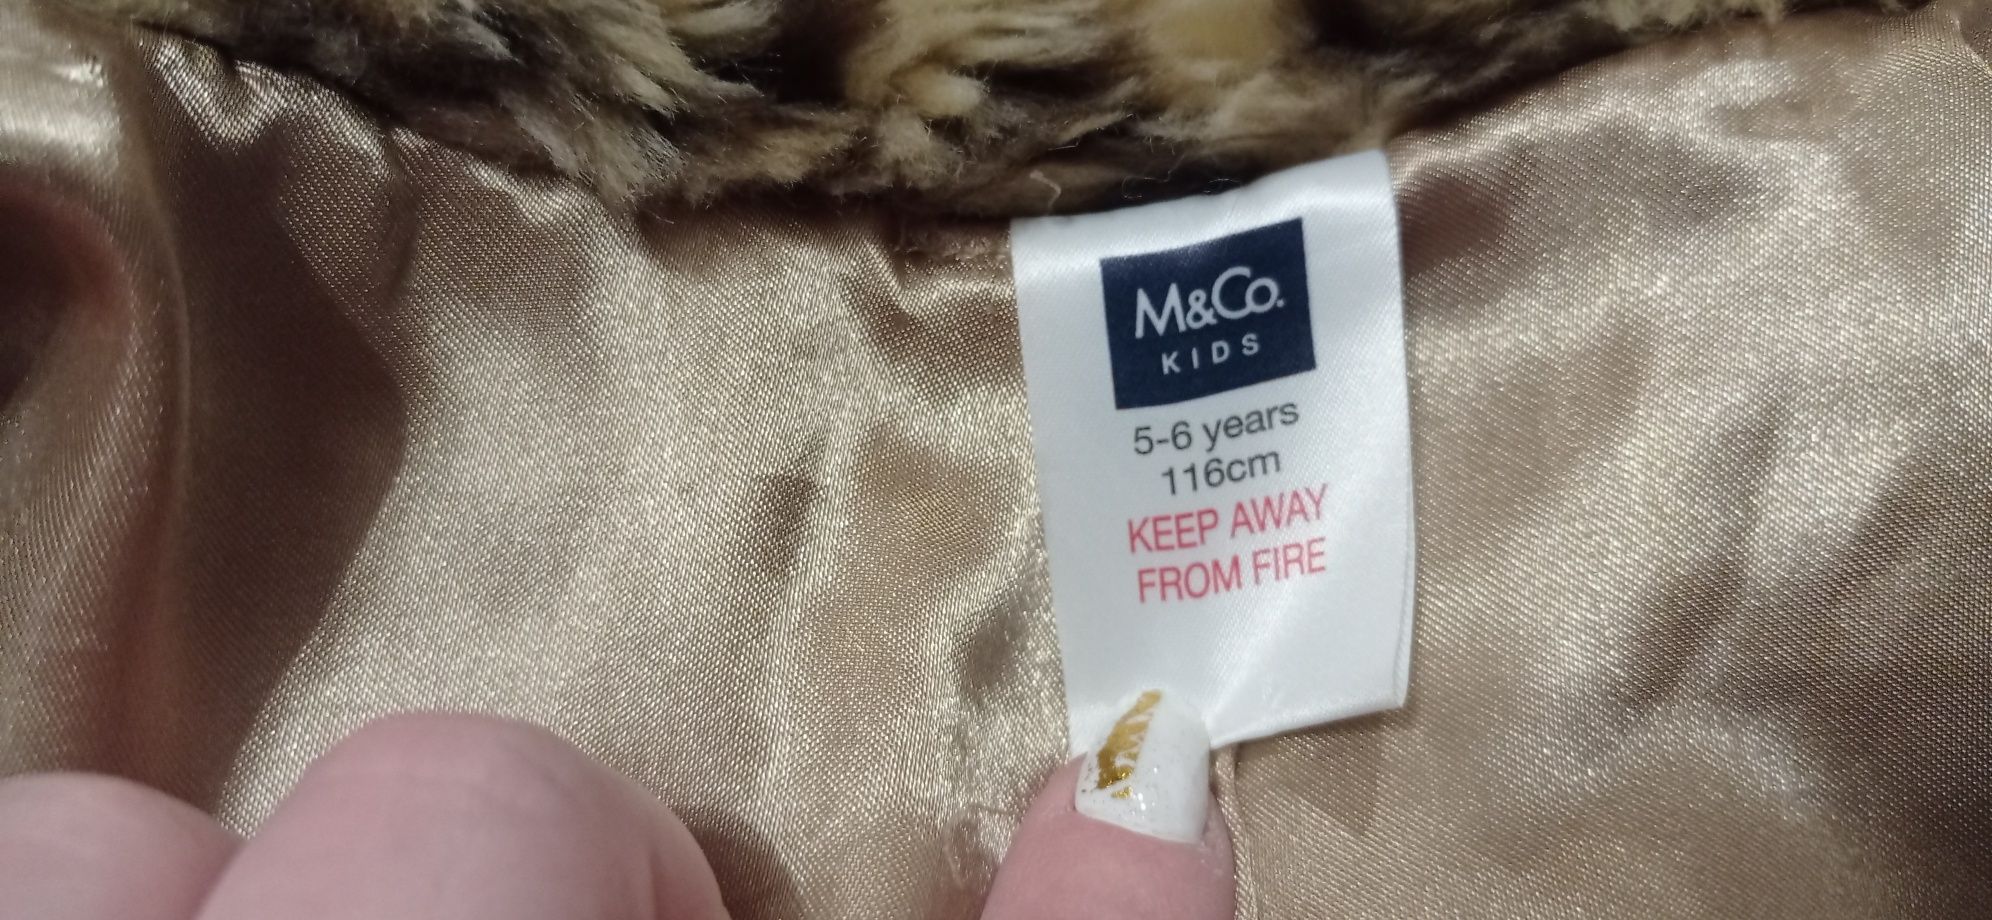 M&Co.
KIDS
5-6 years
116cm
KEEP AWAY
FROM FIRE